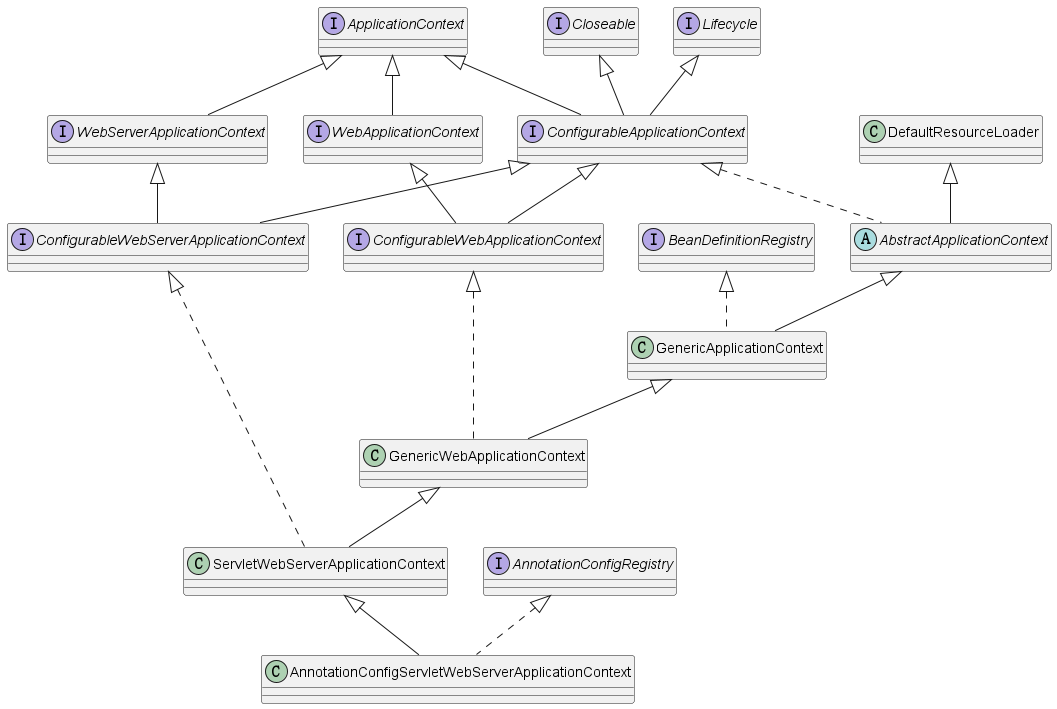 I ApplicationContext
I Closeable
I Lifecycle
I WebServerApplicationContext
I WebApplicationContext
I ConfigurableApplicationContext
C DefaultResourceLoader
I ConfigurableWebServerApplicationContext
I ConfigurableWebApplicationContext
I BeanDefinitionRegistry
A AbstractApplicationContext
C GenericApplicationContext
C GenericWebApplicationContext
C ServletWebServerApplicationContext
I AnnotationConfigRegistry
C AnnotationConfigServletWebServerApplicationContext